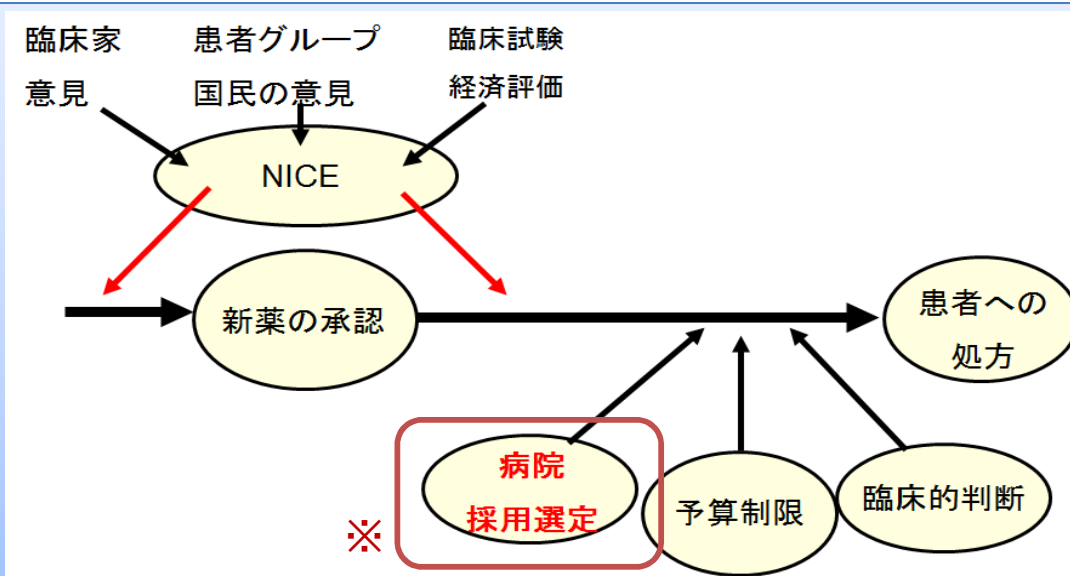 臨床家
意見
患者グループ
国民の意見
臨床試験
経済評価
NICE
新薬の承認
患者への
処方
病院
採用選定
※
予算制限
臨床的判断